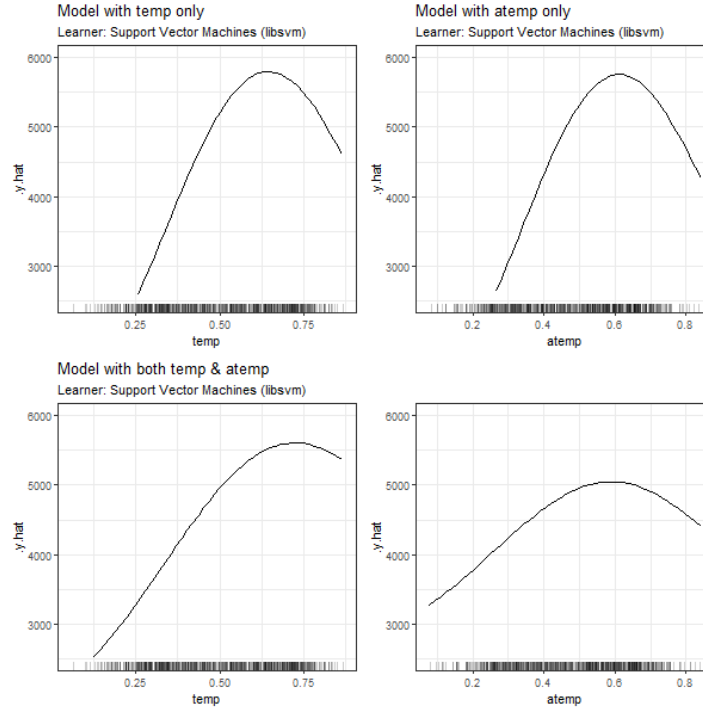 Model with temp only
Learner: Support Vector Machines (libsvm)
6000
5000
4000
3000
.y.hat
0.25
0.50
0.75
temp
Model with atemp only
Learner: Support Vector Machines (libsvm)
6000
5000
4000
3000
.y.hat
0.2
0.4
0.6
0.8
atemp
Model with both temp & atemp
Learner: Support Vector Machines (libsvm)
6000
5000
4000
3000
.y.hat
0.25
0.50
0.75
temp
6000
5000
4000
3000
.y.hat
0.2
0.4
0.6
0.8
atemp